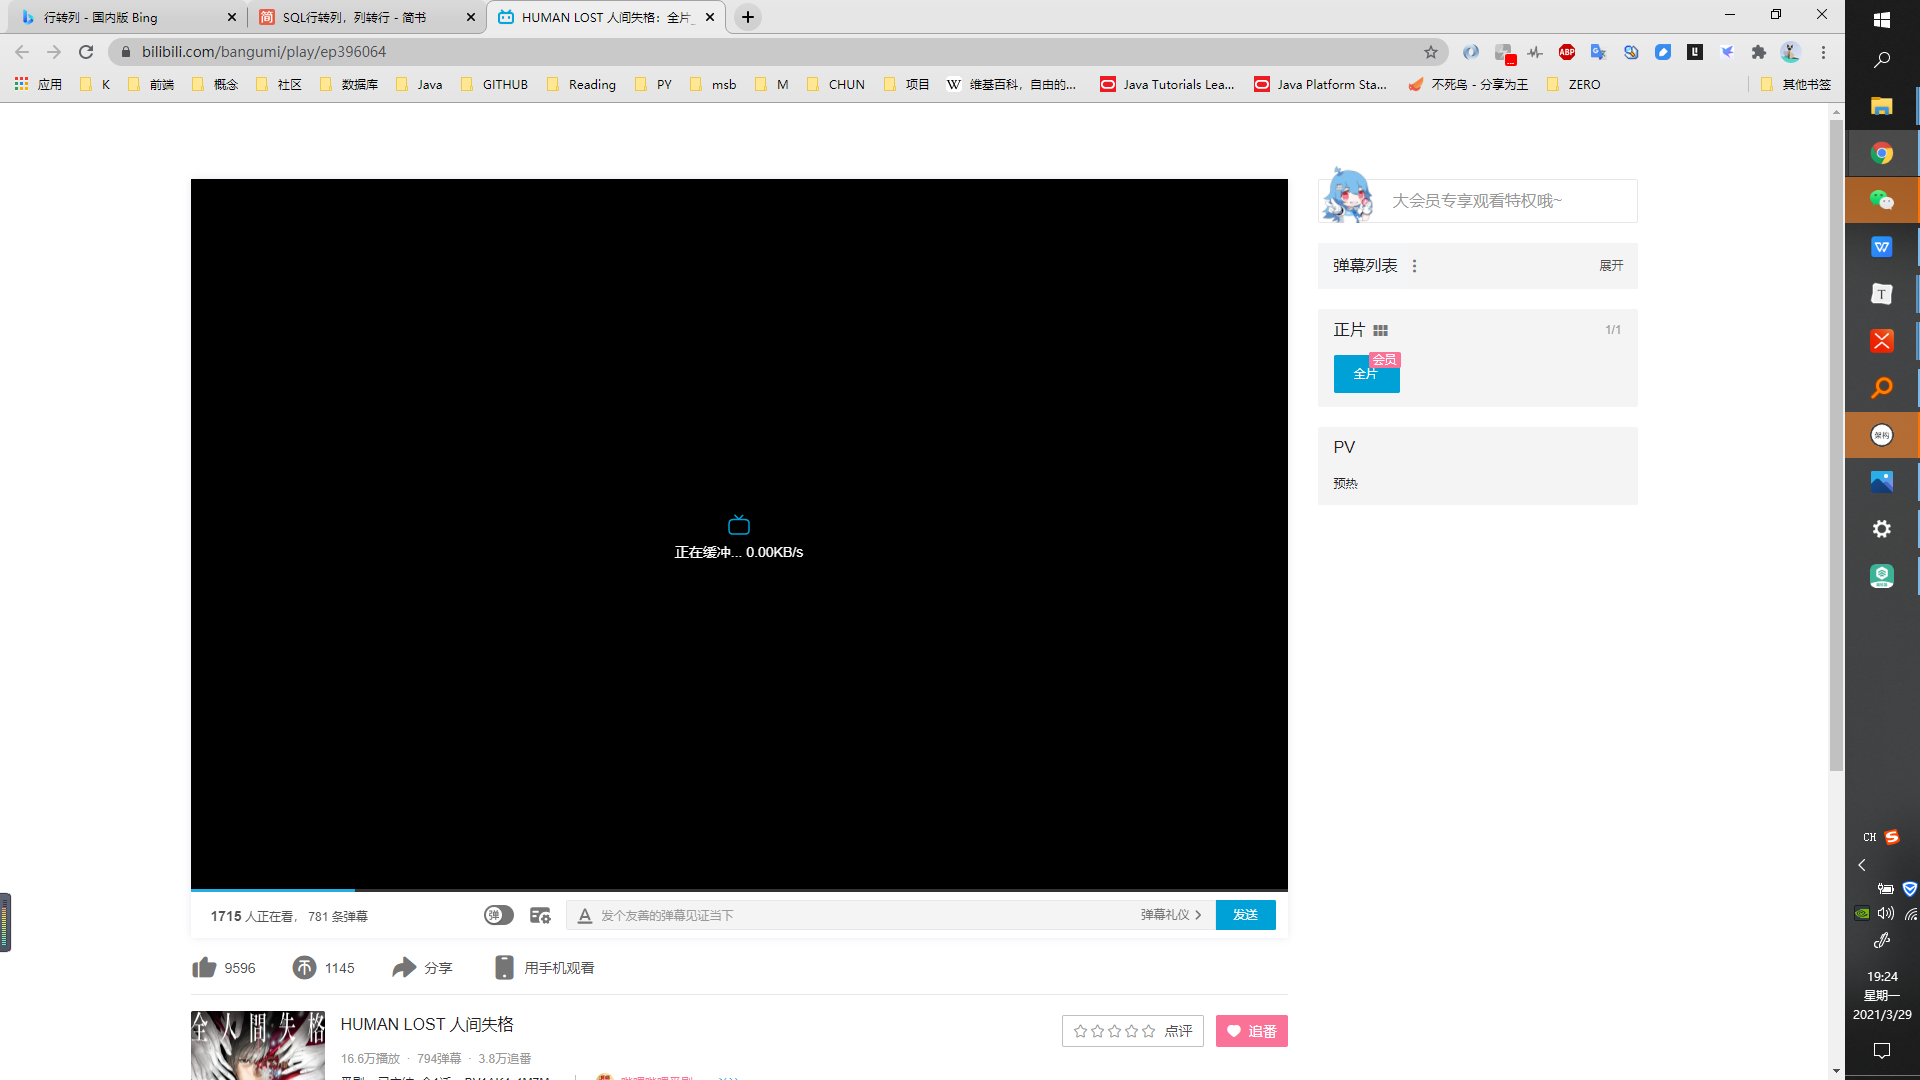 行转列 - 国内版 Bing
SQL行转列，列转行 - 简书
HUMAN LOST 人间失格：全片_
bilibili.com/bangumi/play/ep396064
ABP
应用 K 前端 概念 社区 数据库 Java GITHUB Reading PY msb M CHUN 项目 维基百科，自由的... Java Tutorials Lea... Java Platform Sta... 不死鸟 - 分享为王 ZERO 其他书签
大会员专享观看特权哦~
弹幕列表 展开
正片 1/1
会员
全片
PV
预热
正在缓冲... 0.00KB/s
1715 人正在看， 781 条弹幕
弹
发个友善的弹幕见证当下
弹幕礼仪
发送
9596 1145 分享 用手机观看
全人間失格
HUMAN LOST 人间失格
点评 追番
16.6万播放 · 794弹幕 · 3.8万追番
架构
CH
19:24
星期一
2021/3/29